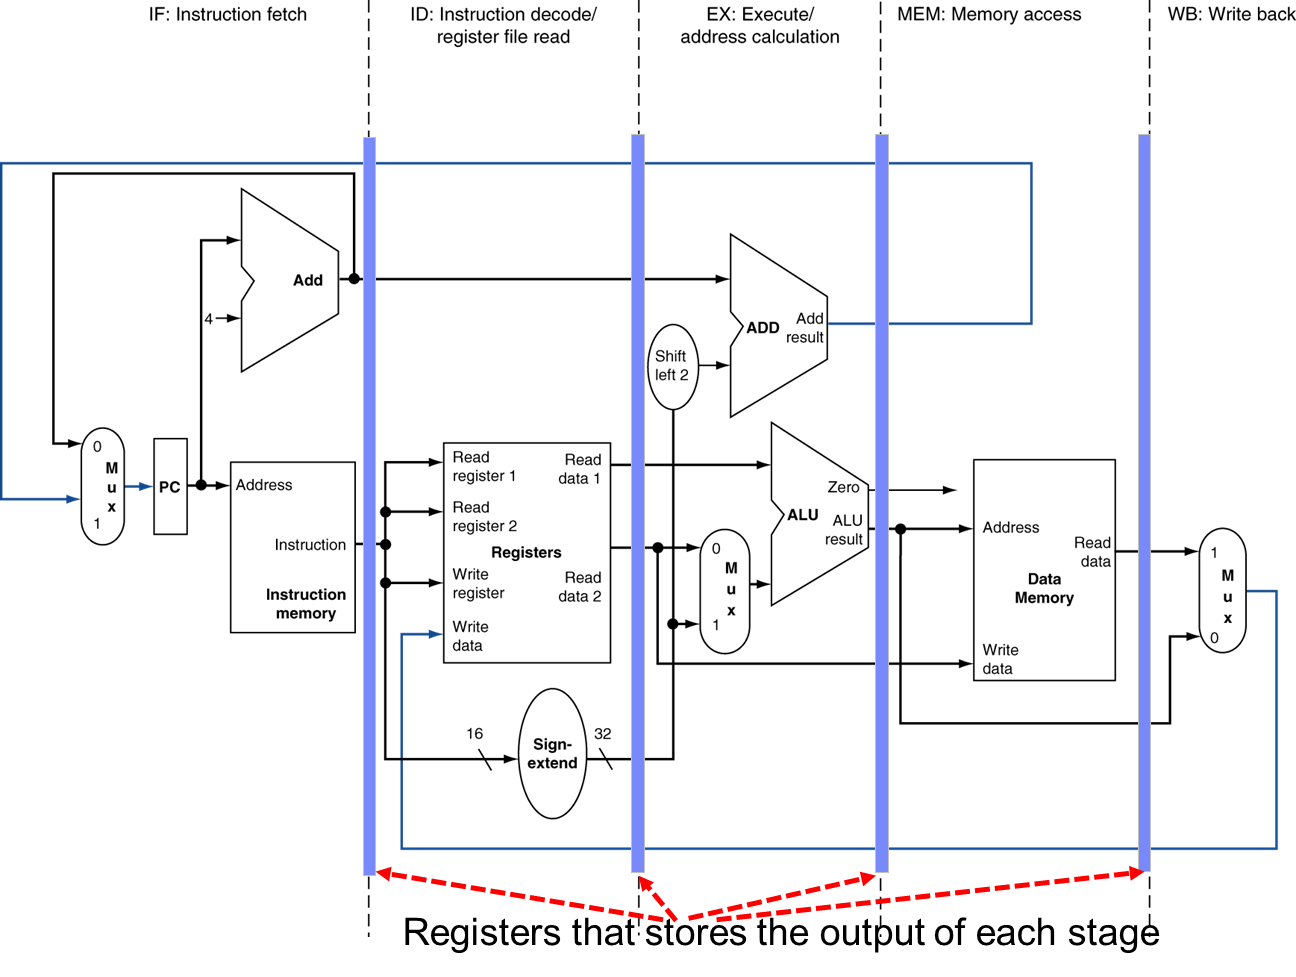 IF: Instruction fetch
ID: Instruction decode/
register file read
EX: Execute/
address calculation
MEM: Memory access
WB: Write back
Add
4
ADD
Add
result
Shift
left 2
0
M
u
x
1
PC
Address
Instruction
Instruction
memory
Read
register 1
Read
data 1
Read
register 2
Registers
Write
register
Read
data 2
Write
data
16
Sign-
extend
32
0
M
u
x
1
Zero
ALU
ALU
result
Address
Read
data
Data
Memory
Write
data
1
M
u
x
0
Registers that stores the output of each stage